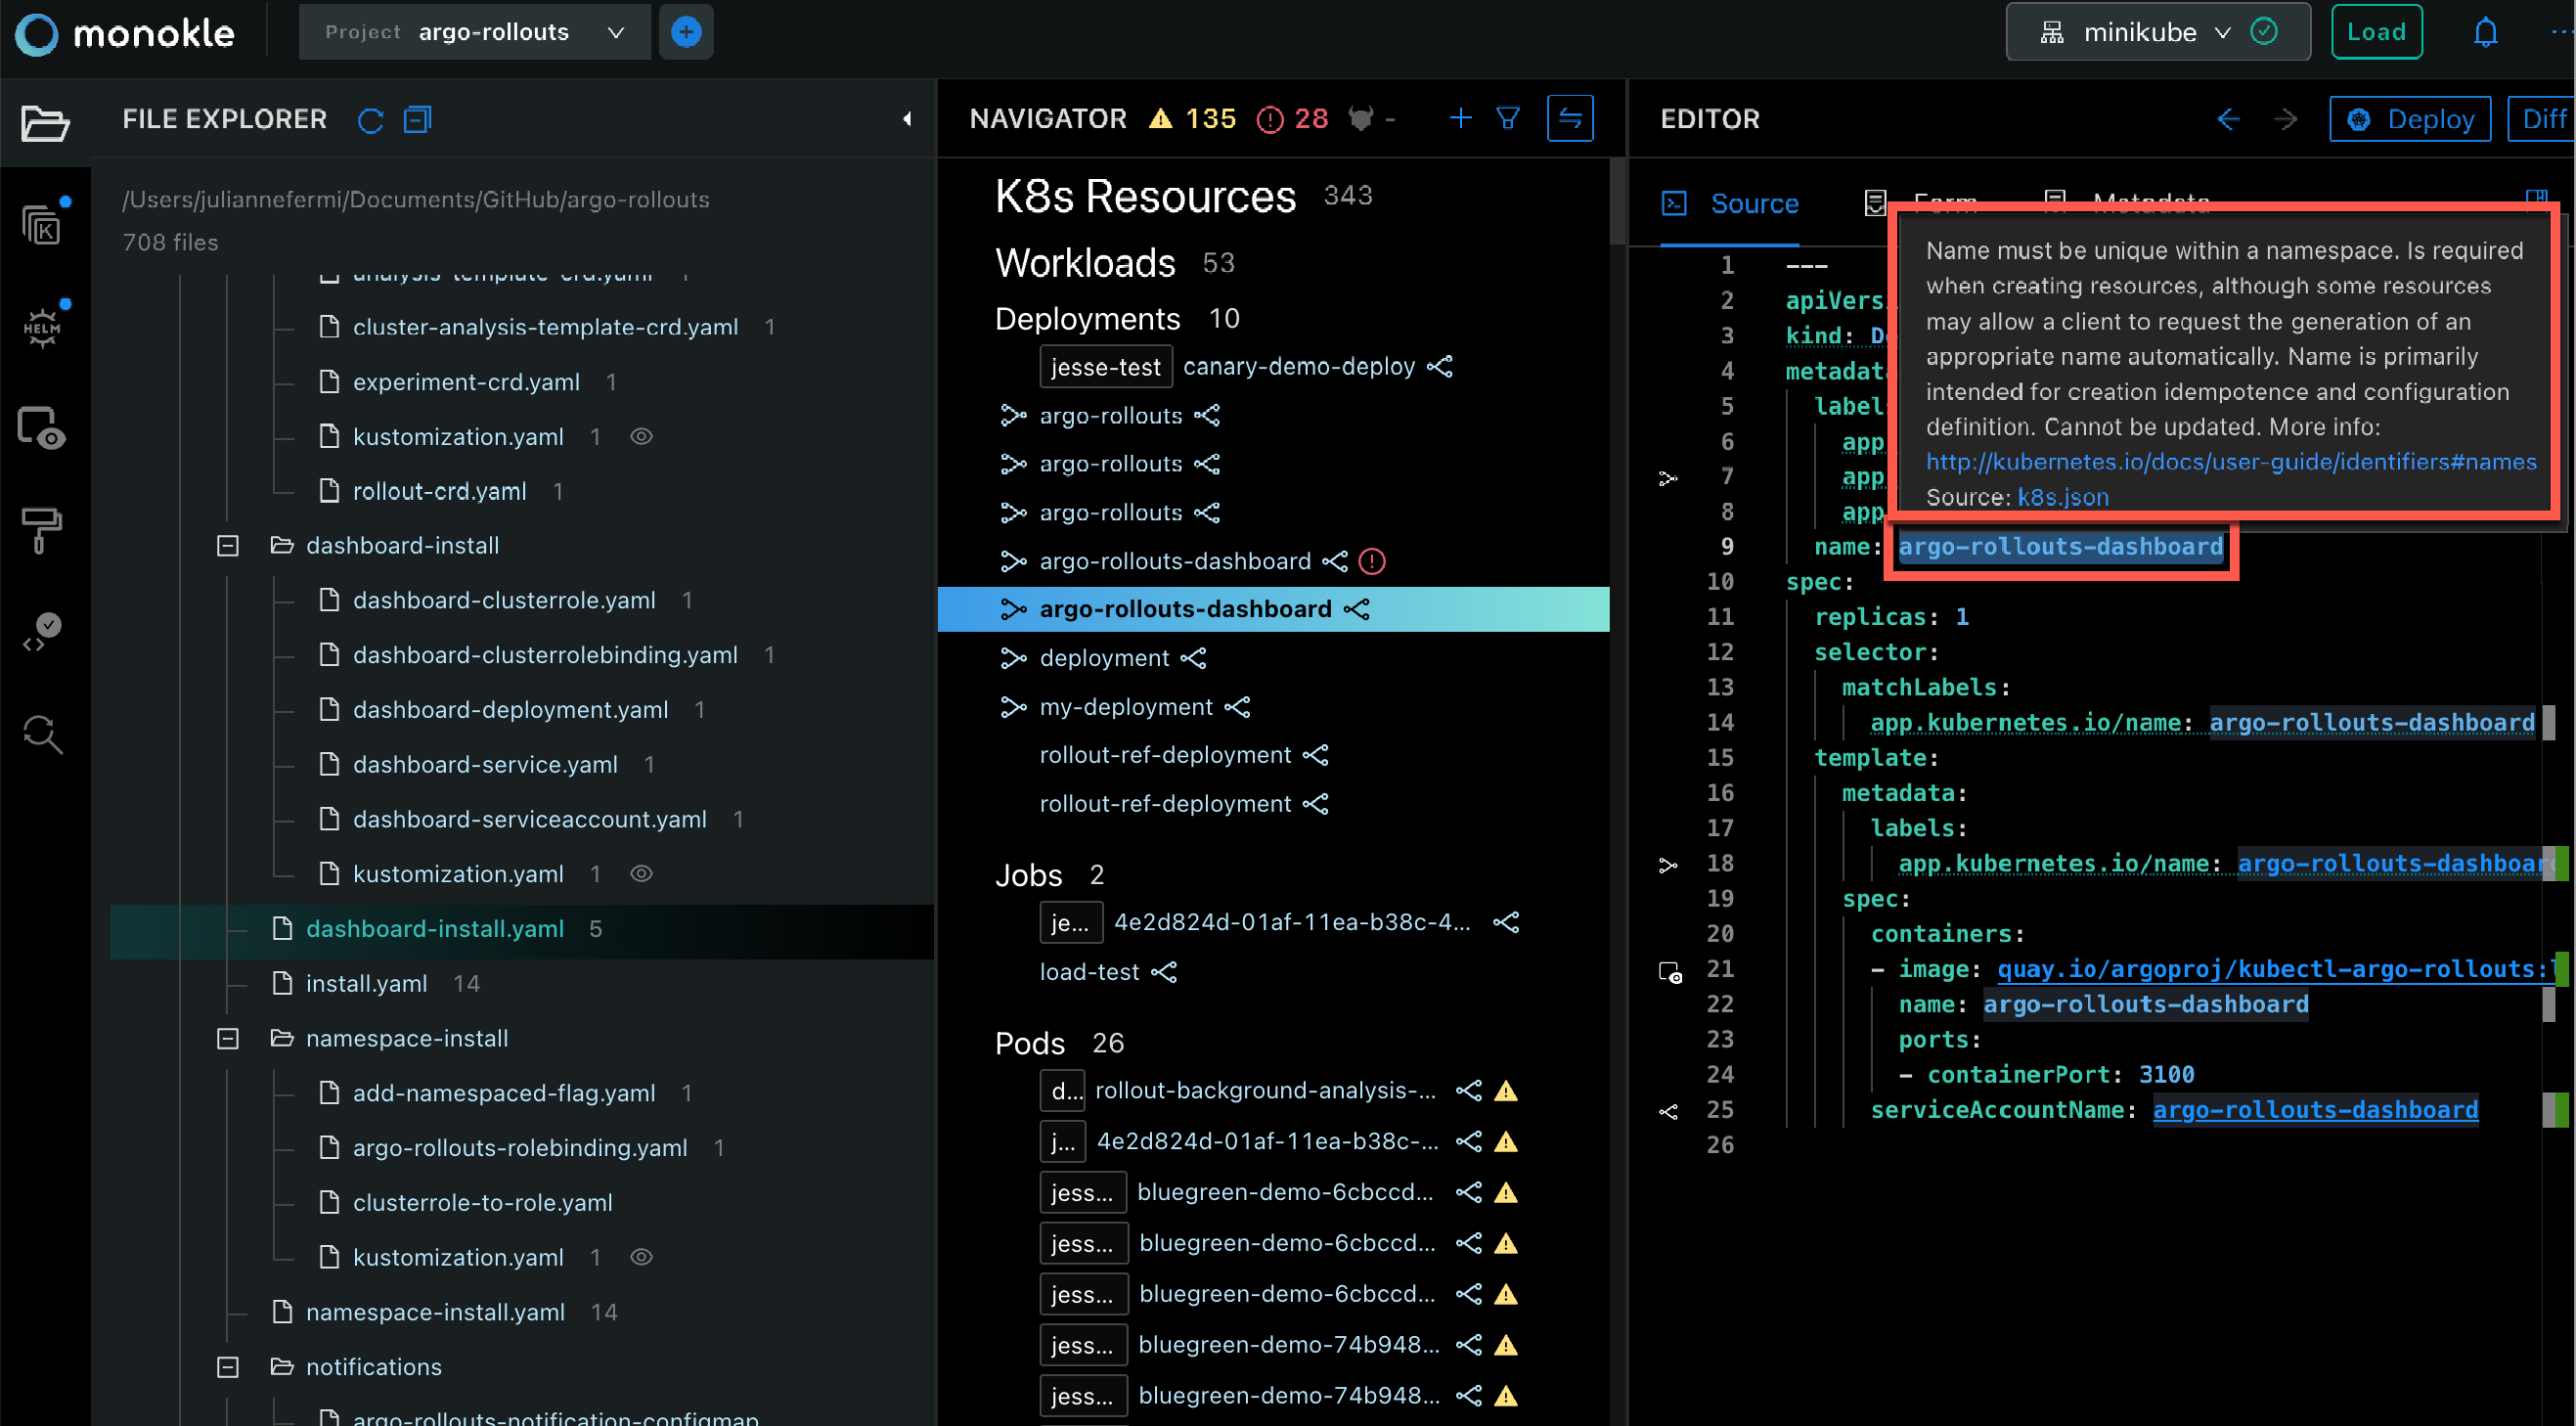 monokle
Project argo-rollouts
minikube
Load
FILE EXPLORER
/Users/juliannefermi/Documents/GitHub/argo-rollouts
708 files
analysis-template-crd.yaml 1
cluster-analysis-template-crd.yaml 1
experiment-crd.yaml 1
kustomization.yaml 1
rollout-crd.yaml 1
dashboard-install
dashboard-clusterrole.yaml 1
dashboard-clusterrolebinding.yaml 1
dashboard-deployment.yaml 1
dashboard-service.yaml 1
dashboard-serviceaccount.yaml 1
kustomization.yaml 1
dashboard-install.yaml 5
install.yaml 14
namespace-install
add-namespaced-flag.yaml 1
argo-rollouts-rolebinding.yaml 1
clusterrole-to-role.yaml
kustomization.yaml 1
namespace-install.yaml 14
notifications
argo-rollouts-notification-configmap
HELM
NAVIGATOR 135 28 -
K8s Resources 343
Workloads 53
Deployments 10
jesse-test canary-demo-deploy
argo-rollouts
argo-rollouts
argo-rollouts
argo-rollouts-dashboard
argo-rollouts-dashboard
deployment
my-deployment
rollout-ref-deployment
rollout-ref-deployment
Jobs 2
je... 4e2d824d-01af-11ea-b38c-4...
load-test
Pods 26
d... rollout-background-analysis-...
j... 4e2d824d-01af-11ea-b38c-...
jess... bluegreen-demo-6cbccd...
jess... bluegreen-demo-6cbccd...
jess... bluegreen-demo-6cbccd...
jess... bluegreen-demo-74b948...
jess... bluegreen-demo-74b948...
EDITOR
Deploy
Diff
Source Form Metadata
Name must be unique within a namespace. Is required
when creating resources, although some resources
may allow a client to request the generation of an
appropriate name automatically. Name is primarily
intended for creation idempotence and configuration
definition. Cannot be updated. More info:
http://kubernetes.io/docs/user-guide/identifiers#names
Source: k8s.json
1 ---
2 apiVers
3 kind: D
4 metadata
5 label
6 app
7 app
8 app
9 name: argo-rollouts-dashboard
10 spec:
11 replicas: 1
12 selector:
13 matchLabels:
14 app.kubernetes.io/name: argo-rollouts-dashboard
15 template:
16 metadata:
17 labels:
18 app.kubernetes.io/name: argo-rollouts-dashboard
19 spec:
20 containers:
21 - image: quay.io/argoproj/kubectl-argo-rollouts:l
22 name: argo-rollouts-dashboard
23 ports:
24 - containerPort: 3100
25 serviceAccountName: argo-rollouts-dashboard
26